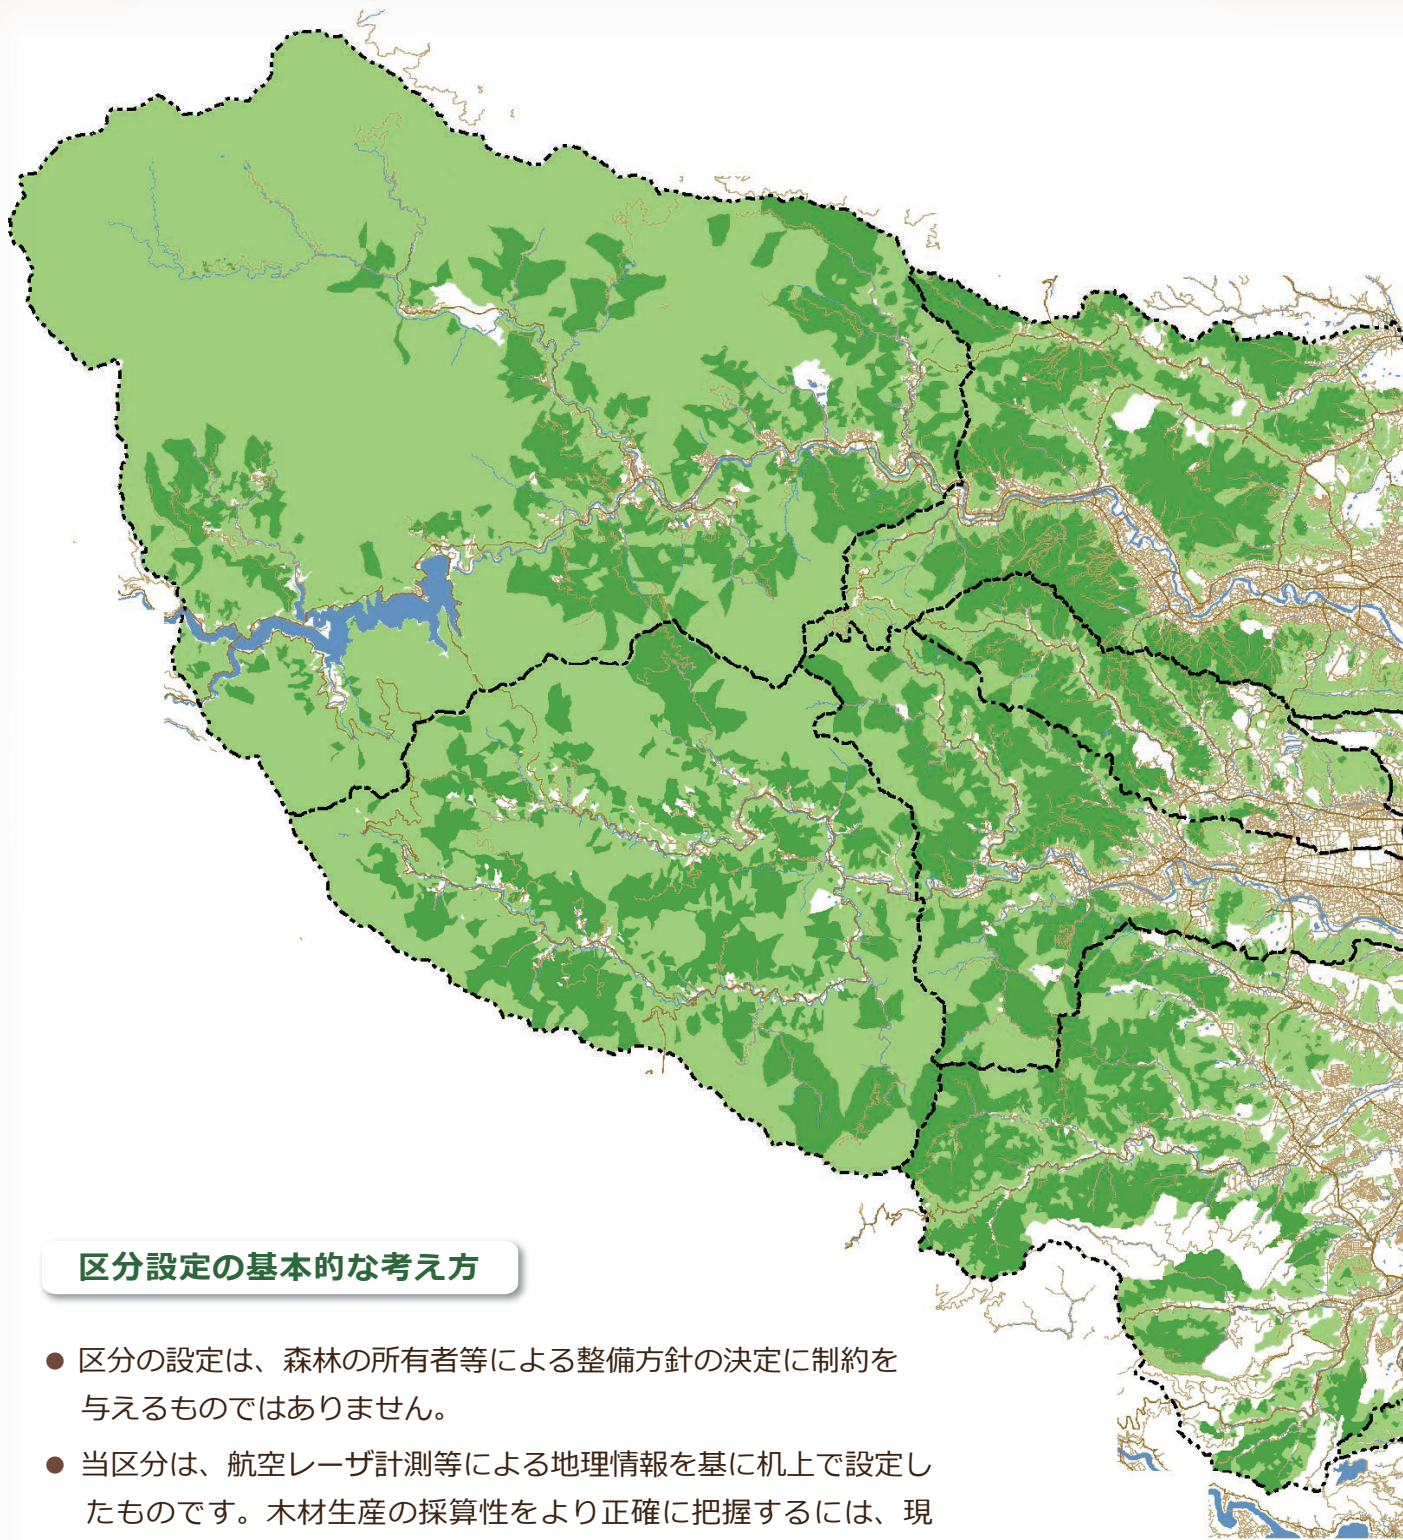 区分設定の基本的な考え方
● 区分の設定は、森林の所有者等による整備方針の決定に制約を
与えるものではありません。
● 当区分は、航空レーザ計測等による地理情報を基に机上で設定し
たものです。木材生産の採算性をより正確に把握するには、現